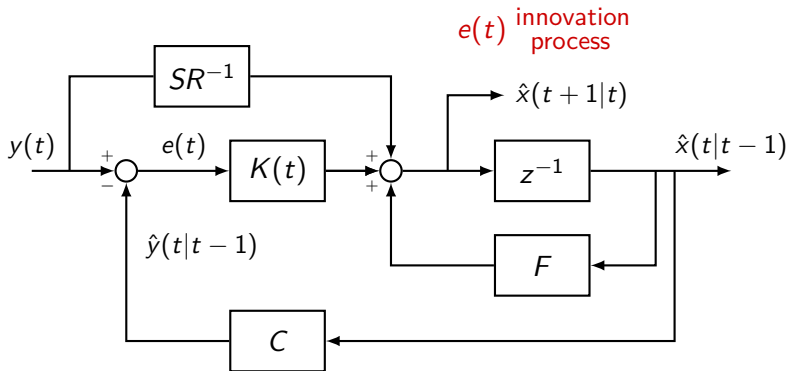 e(t) innovation
process
SR⁻¹
x̂(t + 1|t)
y(t)
+
−
e(t)
K(t)
+
+
z⁻¹
x̂(t|t − 1)
ŷ(t|t − 1)
F
C